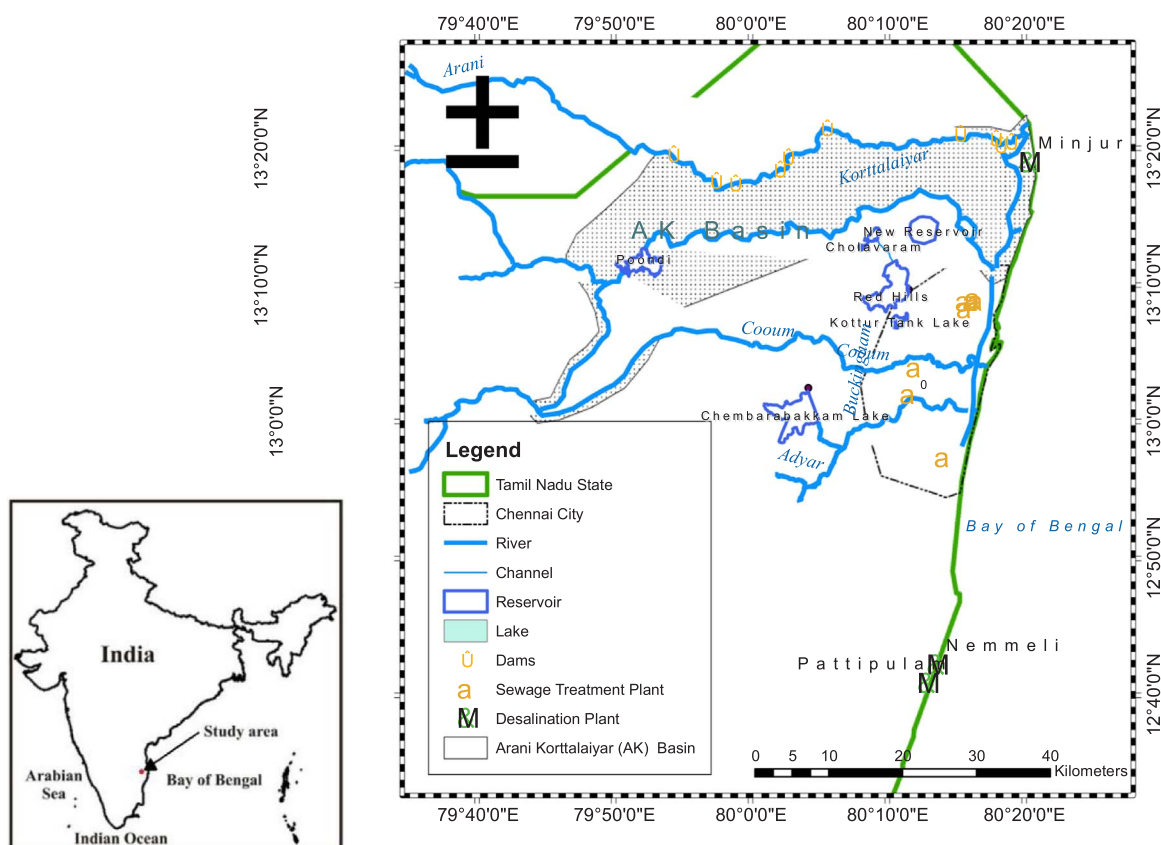 79°40'0"E 79°50'0"E 80°0'0"E 80°10'0"E 80°20'0"E
Arani
13°20'0"N
13°20'0"N
Minjur
M
Korttalaiyar
AK Basin
New Reservoir
Cholavaram
Poondi
13°10'0"N
13°10'0"N
Red Hills
Kottur Tank Lake
Cooum
Cooum
Buckingham
0
Chembarabakkam Lake
13°0'0"N
13°0'0"N
Adyar
Legend
Tamil Nadu State
Chennai City
River
Channel
Reservoir
Lake
Û Dams
a Sewage Treatment Plant
M Desalination Plant
Arani Korttalaiyar (AK) Basin
Bay of Bengal
12°50'0"N
Nemmeli
Pattipulam
M
M
12°40'0"N
0 5 10 20 30 40
Kilometers
79°40'0"E 79°50'0"E 80°0'0"E 80°10'0"E 80°20'0"E
India
Study area
Arabian
Sea
Bay of Bengal
Indian Ocean